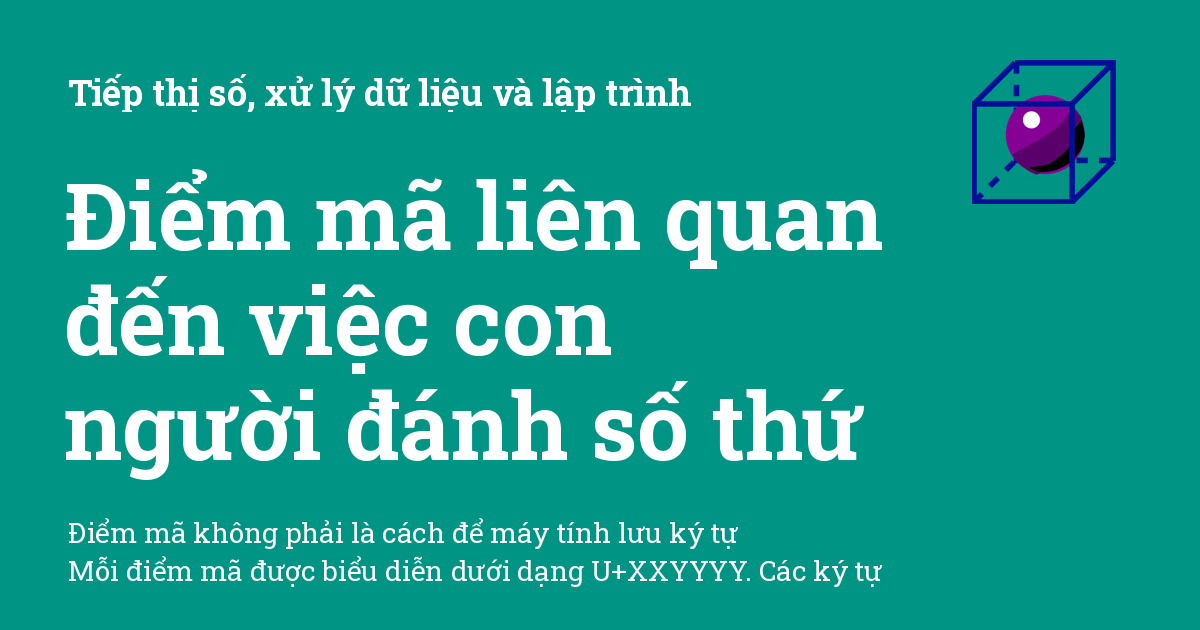 Tiếp thị số, xử lý dữ liệu và lập trình
Điểm mã liên quan
đến việc con
người đánh số thứ
Điểm mã không phải là cách để máy tính lưu ký tự
Mỗi điểm mã được biểu diễn dưới dạng U+XXYYYY. Các ký tự